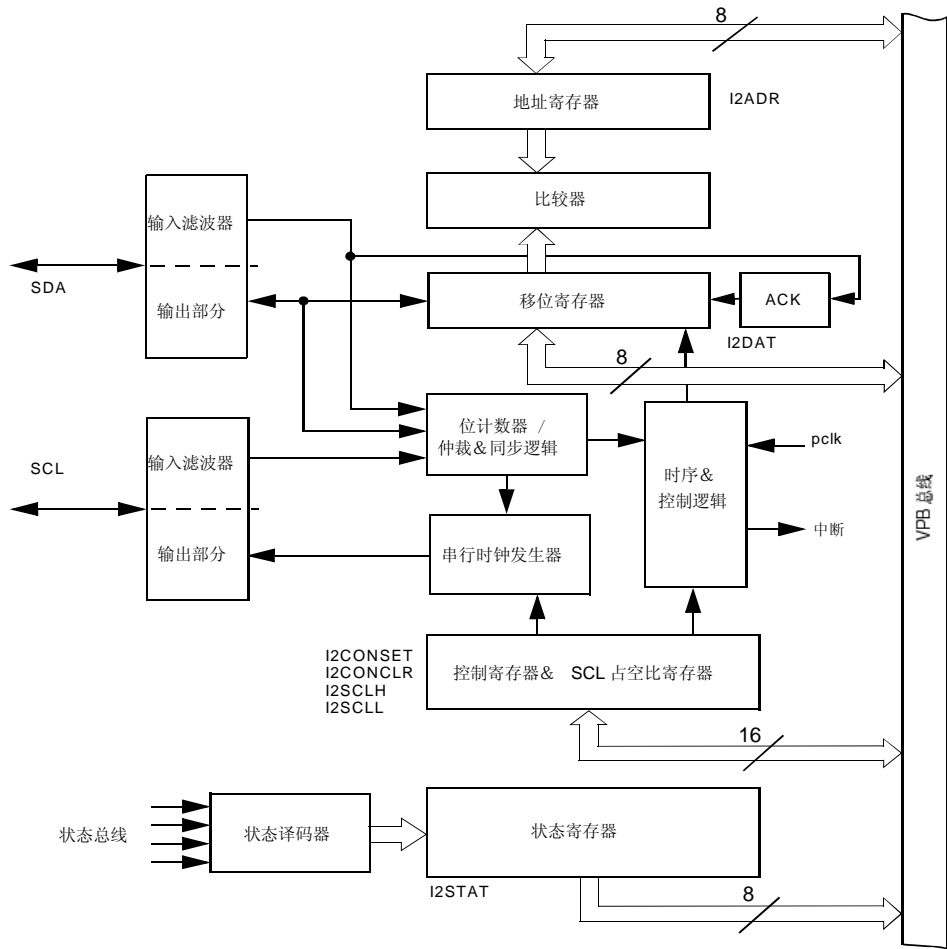 8
地址寄存器
I2ADR
比较器
输入滤波器
SDA
输出部分
移位寄存器
ACK
I2DAT
8
位计数器 /
仲裁&同步逻辑
pclk
SCL
输入滤波器
时序&
控制逻辑
VPB 总线
中断
输出部分
串行时钟发生器
I2CONSET
I2CONCLR
I2SCLH
I2SCLL
控制寄存器& SCL 占空比寄存器
16
状态总线
状态译码器
状态寄存器
I2STAT
8